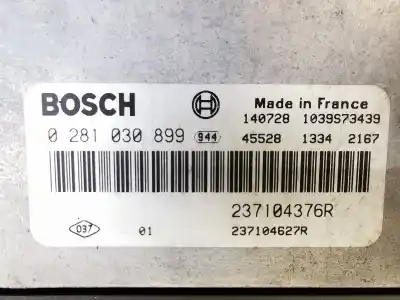 BOSCH Made in France
140728 1039S73439
0 281 030 899 944 45528 1334 2167
237104376R
037 01 237104627R